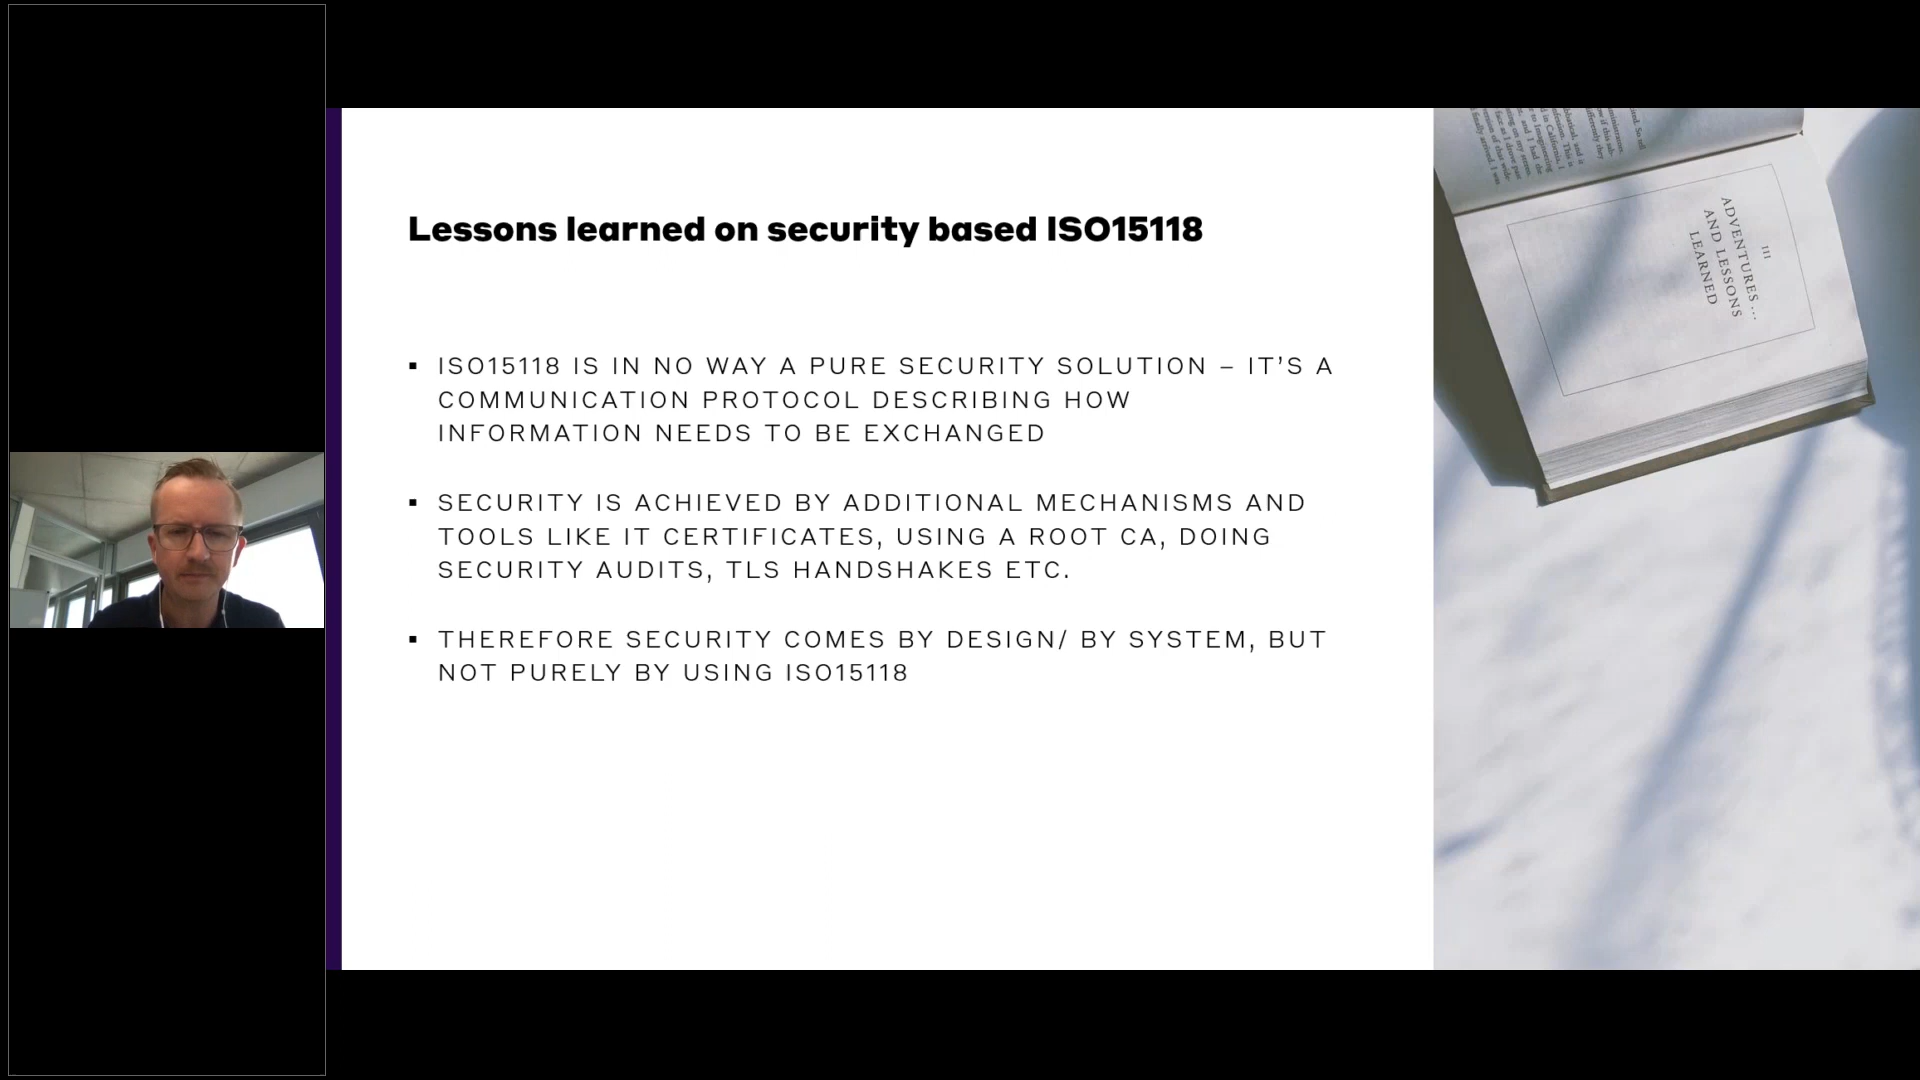 Lessons learned on security based ISO15118
▪ ISO15118 IS IN NO WAY A PURE SECURITY SOLUTION – IT’S A
COMMUNICATION PROTOCOL DESCRIBING HOW
INFORMATION NEEDS TO BE EXCHANGED
▪ SECURITY IS ACHIEVED BY ADDITIONAL MECHANISMS AND
TOOLS LIKE IT CERTIFICATES, USING A ROOT CA, DOING
SECURITY AUDITS, TLS HANDSHAKES ETC.
▪ THEREFORE SECURITY COMES BY DESIGN/ BY SYSTEM, BUT
NOT PURELY BY USING ISO15118
III
ADVENTURES ...
AND LESSONS
LEARNED